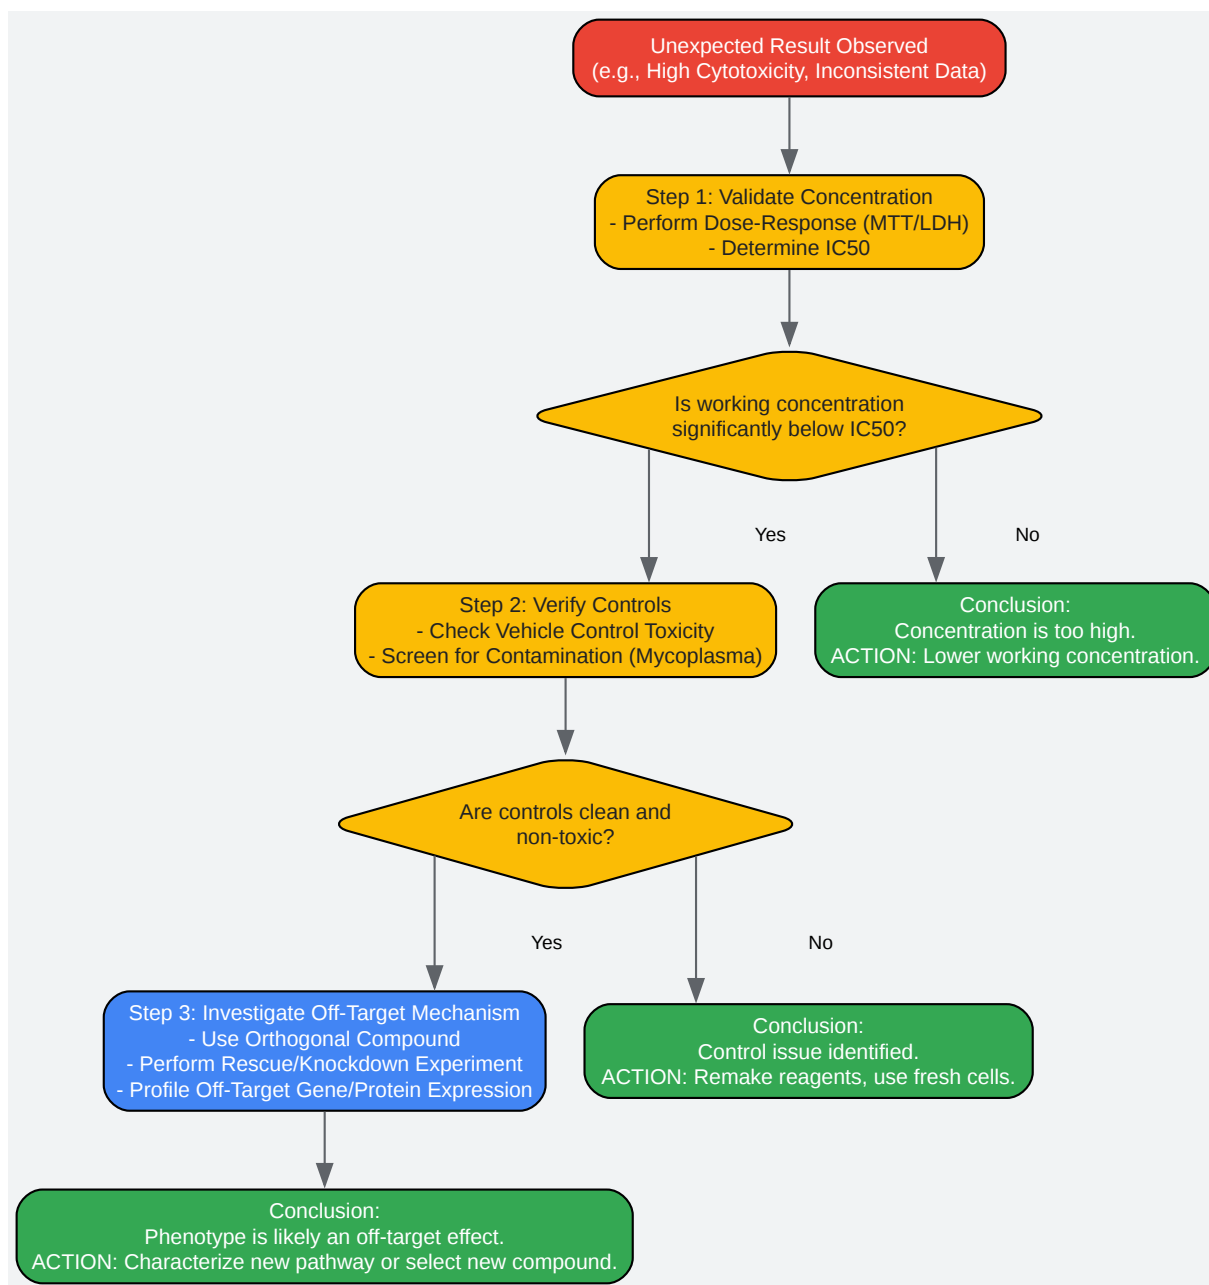 Unexpected Result Observed
(e.g., High Cytotoxicity, Inconsistent Data)
Step 1: Validate Concentration
- Perform Dose-Response (MTT/LDH)
- Determine IC50
Is working concentration
significantly below IC50?
Yes
No
Step 2: Verify Controls
- Check Vehicle Control Toxicity
- Screen for Contamination (Mycoplasma)
Conclusion:
Concentration is too high.
ACTION: Lower working concentration.
Are controls clean and
non-toxic?
Yes
No
Step 3: Investigate Off-Target Mechanism
- Use Orthogonal Compound
- Perform Rescue/Knockdown Experiment
- Profile Off-Target Gene/Protein Expression
Conclusion:
Control issue identified.
ACTION: Remake reagents, use fresh cells.
Conclusion:
Phenotype is likely an off-target effect.
ACTION: Characterize new pathway or select new compound.